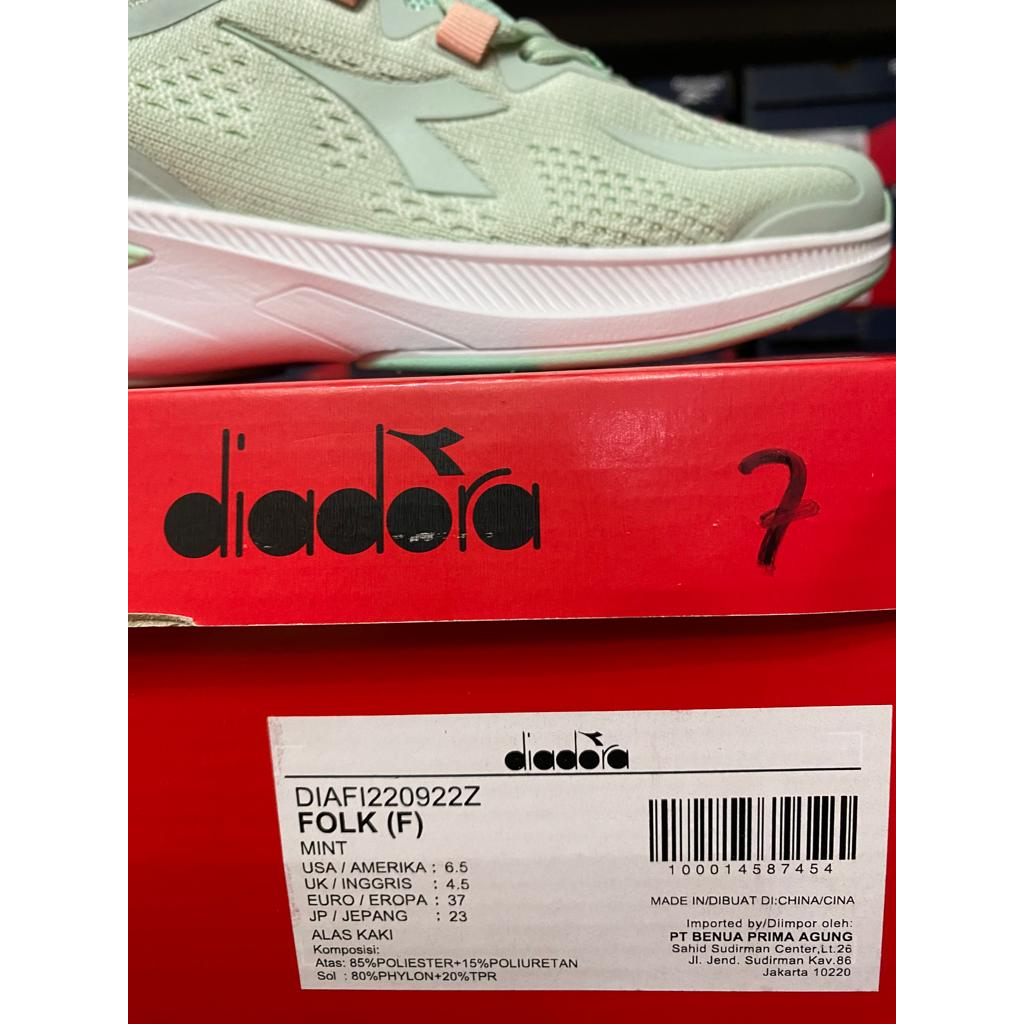 diadora
7
diadora
DIAFI220922Z
FOLK (F)
MINT
USA / AMERIKA : 6.5
UK / INGGRIS : 4.5
EURO / EROPA : 37
JP / JEPANG : 23
ALAS KAKI
Komposisi:
Atas: 85%POLIESTER+15%POLIURETAN
Sol : 80%PHYLON+20%TPR
100014587454
MADE IN/DIBUAT DI:CHINA/CINA
Imported by/Diimpor oleh:
PT BENUA PRIMA AGUNG
Sahid Sudirman Center,Lt.26
Jl. Jend. Sudirman Kav.86
Jakarta 10220